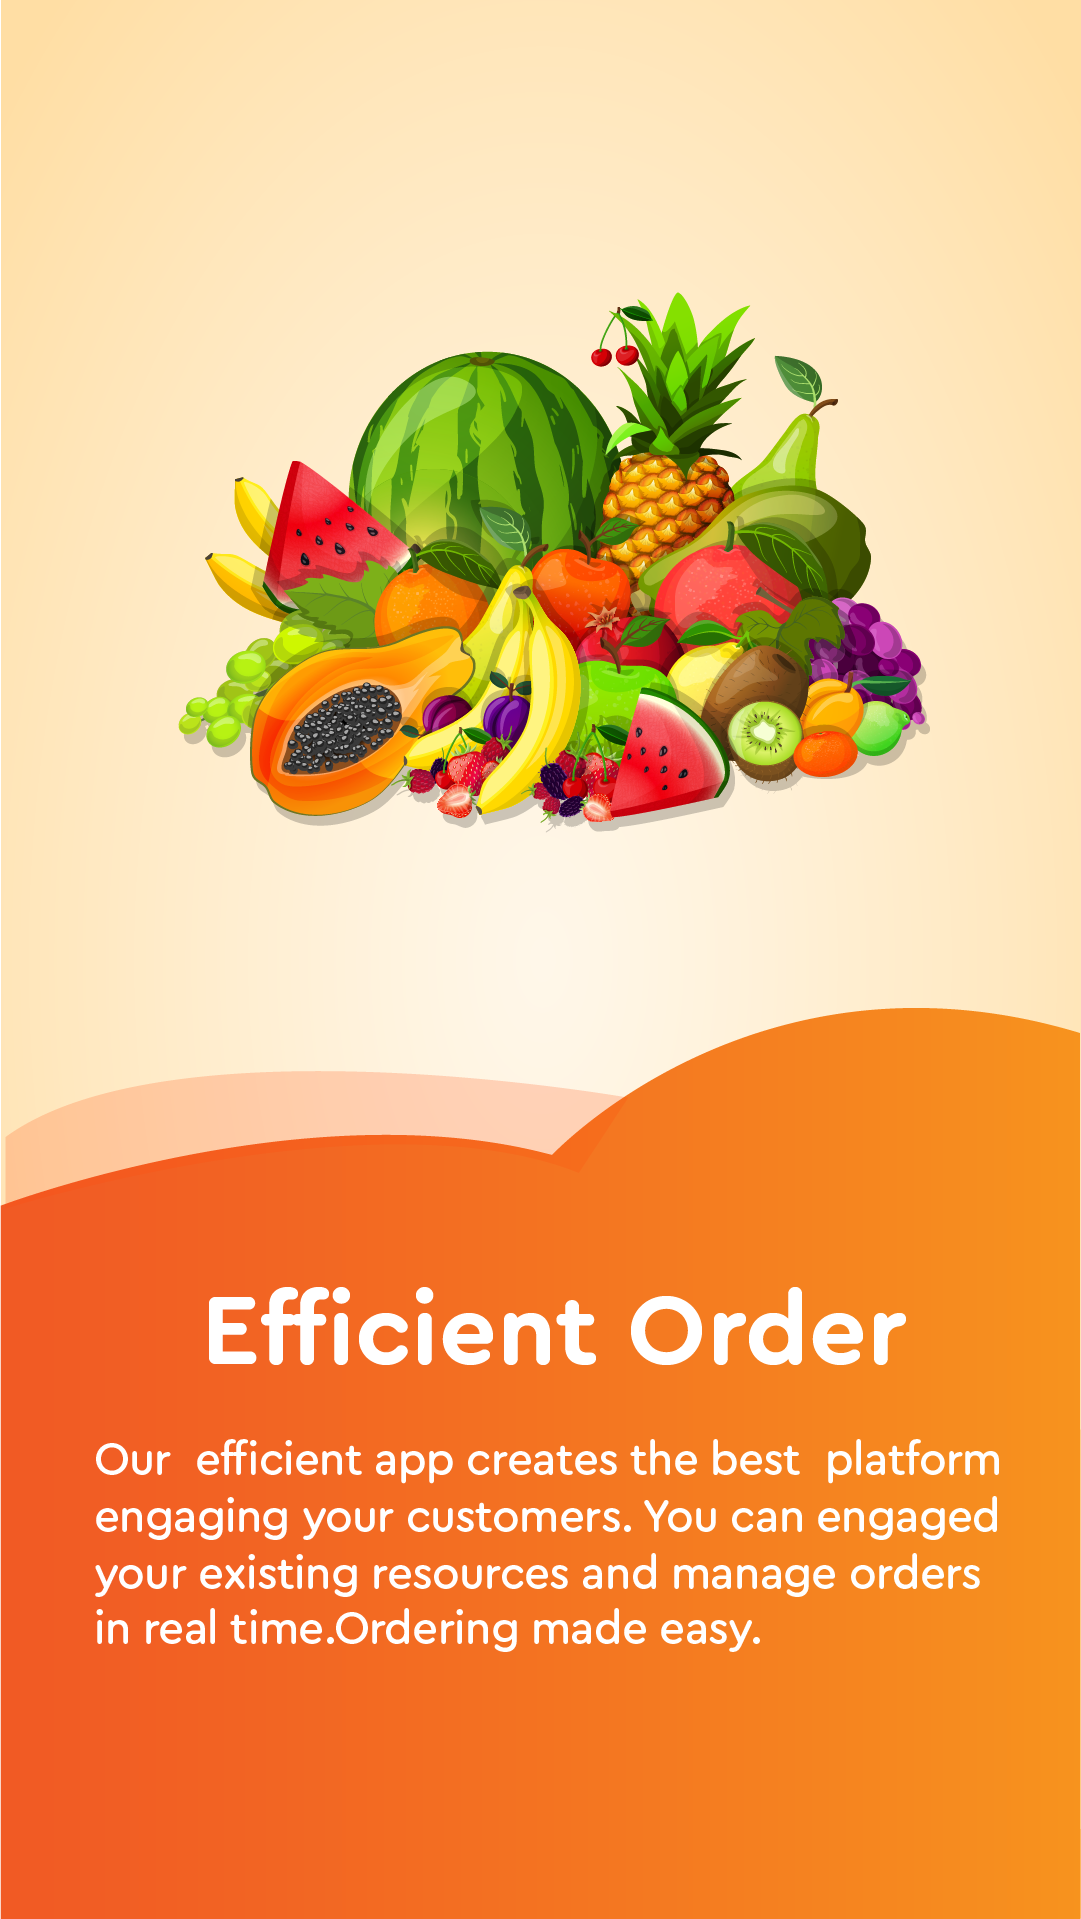 Efficient Order
Our efficient app creates the best platform
engaging your customers. You can engaged
your existing resources and manage orders
in real time.Ordering made easy.